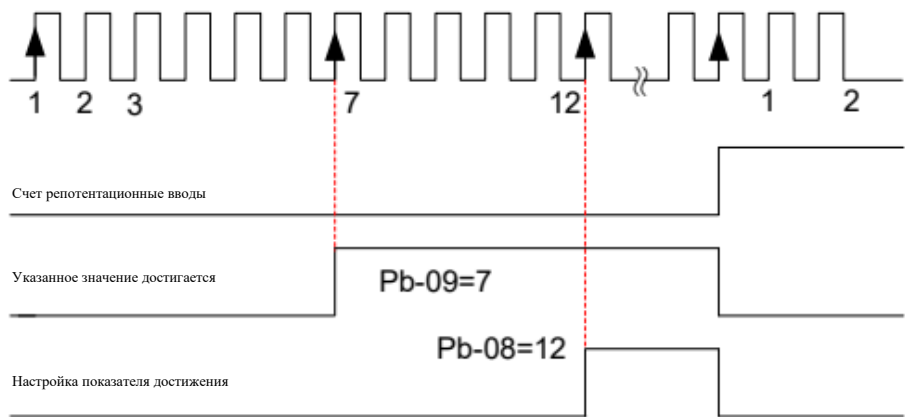 1 2 3 7 12 1 2
Счет репотентационные вводы
Указанное значение достигается
Pb-09=7
Pb-08=12
Настройка показателя достижения